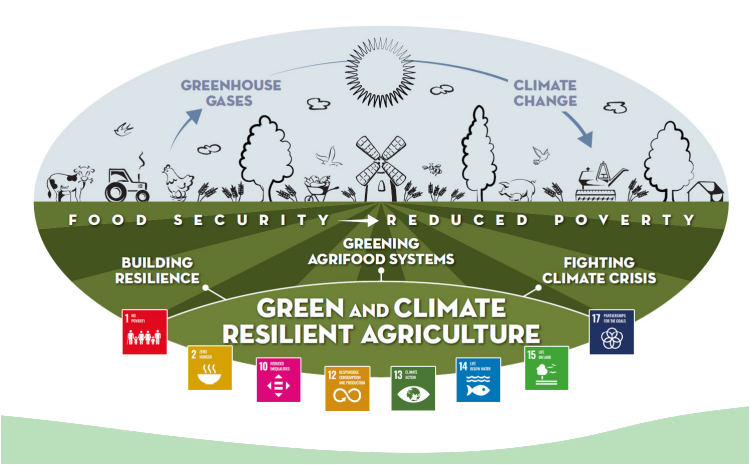 GREENHOUSE
GASES
CLIMATE
CHANGE
FOOD SECURITY REDUCED POVERTY
GREENING
AGRIFOOD SYSTEMS
BUILDING
RESILIENCE
FIGHTING
CLIMATE CRISIS
GREEN AND CLIMATE
RESILIENT AGRICULTURE
1 NO
POVERTY
2 ZERO
HUNGER
10 REDUCED
INEQUALITIES
12 RESPONSIBLE
CONSUMPTION
AND PRODUCTION
13 CLIMATE
ACTION
14 LIFE
BELOW WATER
15 LIFE
ON LAND
17 PARTNERSHIPS
FOR THE GOALS